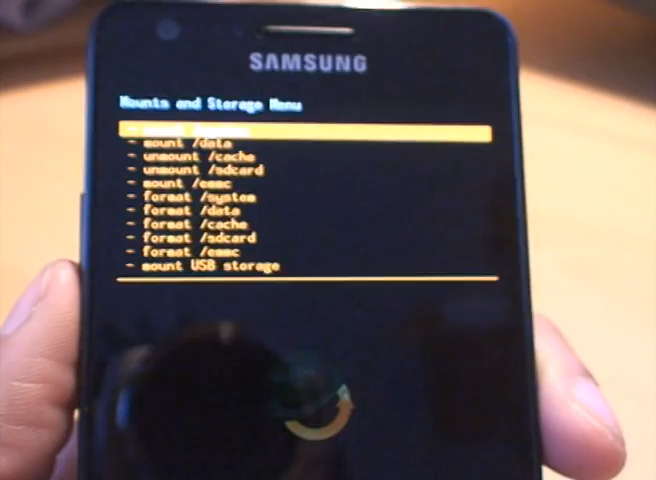 SAMSUNG
Mounts and Storage Menu
- mount
- mount /data
- unmount /cache
- unmount /sdcard
- mount /emmc
- format /system
- format /data
- format /cache
- format /sdcard
- format /emmc
- mount USB storage